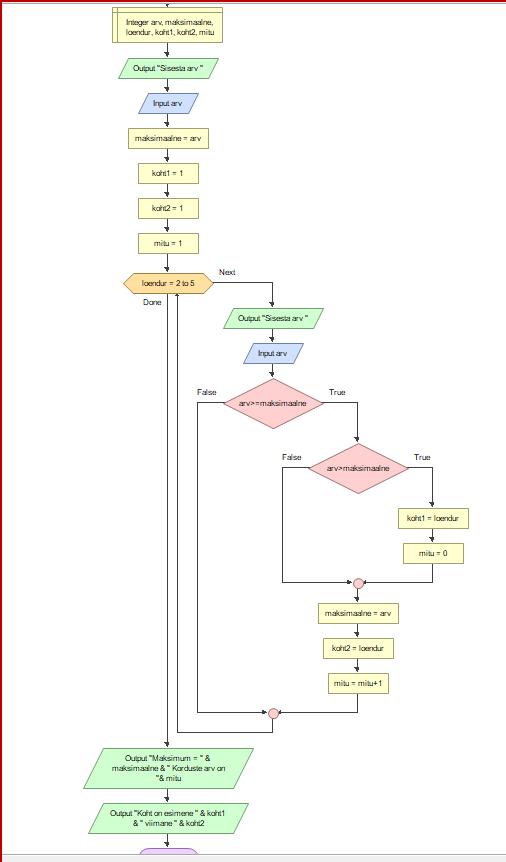 Integer arv, maksimaalne,
loendur, koht1, koht2, mitu
Output "Sisesta arv "
Input arv
maksimaalne = arv
koht1 = 1
koht2 = 1
mitu = 1
loendur = 2 to 5
Next
Done
Output "Sisesta arv "
Input arv
arv>=maksimaalne
False
True
arv>maksimaalne
False
True
koht1 = loendur
mitu = 0
maksimaalne = arv
koht2 = loendur
mitu = mitu+1
Output "Maksimum = " &
maksimaalne & " Korduste arv on
"& mitu
Output "Koht on esimene " & koht1
& " viimane " & koht2